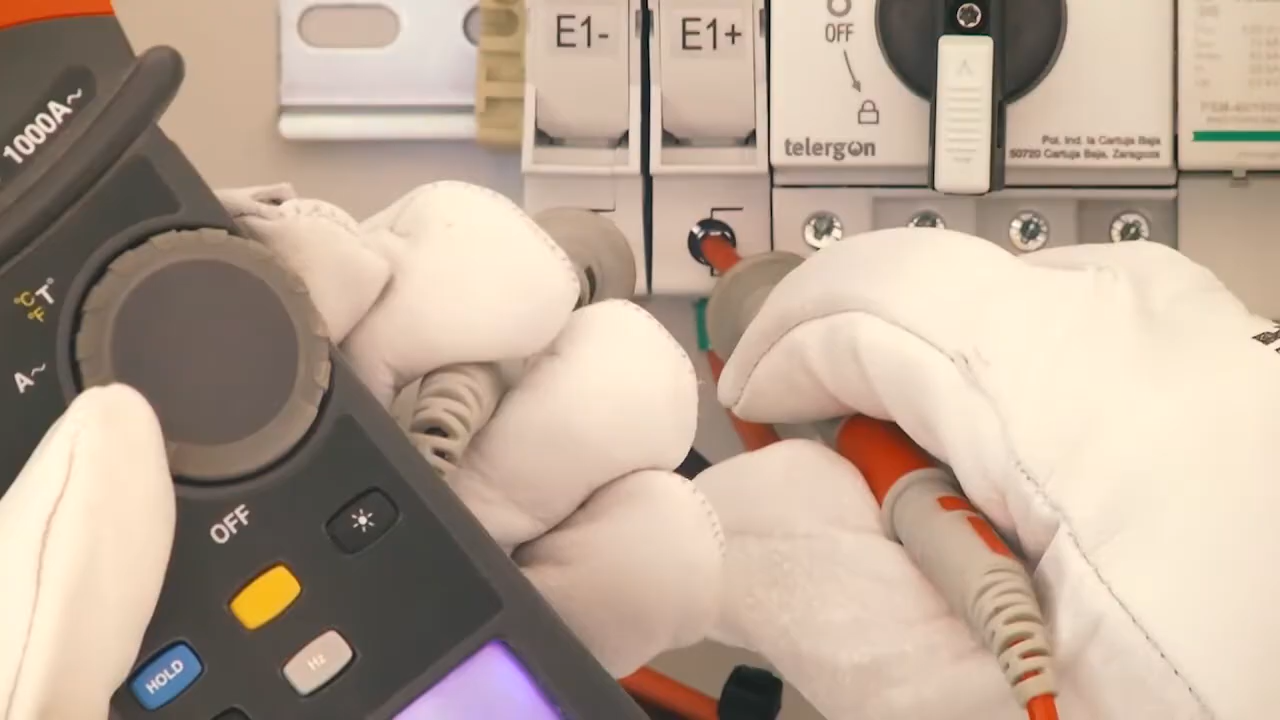 1000A~
°C
°F
T°
A~
OFF
HOLD
Hz
E1-
E1+
OFF
telergon
Pol. Ind. la Cartuja Baja
50720 Cartuja Baja, Zaragoza